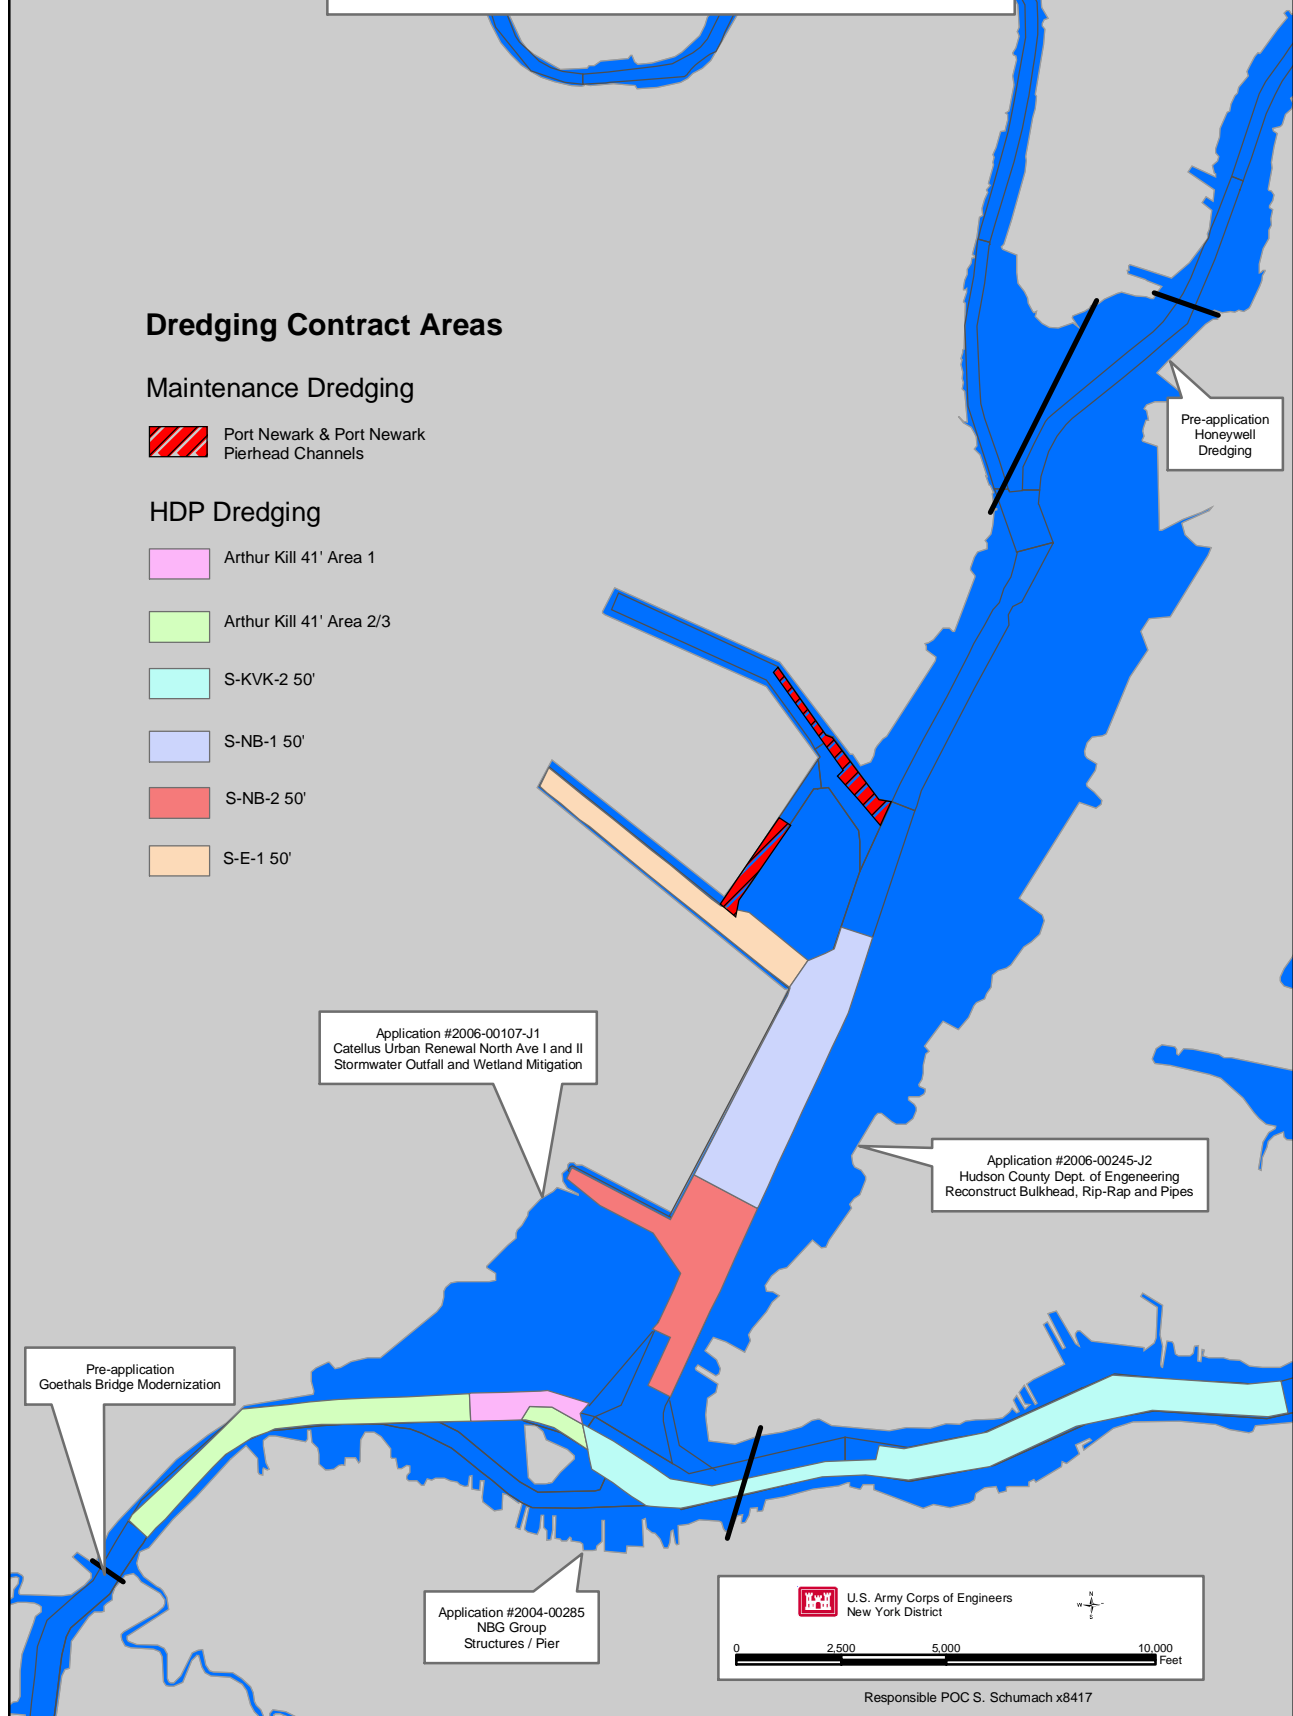 Dredging Contract Areas
Maintenance Dredging
Port Newark & Port Newark
Pierhead Channels
HDP Dredging
Arthur Kill 41' Area 1
Arthur Kill 41' Area 2/3
S-KVK-2 50'
S-NB-1 50'
S-NB-2 50'
S-E-1 50'
Pre-application
Honeywell
Dredging
Application #2006-00107-J1
Catellus Urban Renewal North Ave I and II
Stormwater Outfall and Wetland Mitigation
Application #2006-00245-J2
Hudson County Dept. of Engeneering
Reconstruct Bulkhead, Rip-Rap and Pipes
Pre-application
Goethals Bridge Modernization
Application #2004-00285
NBG Group
Structures / Pier
U.S. Army Corps of Engineers
New York District
N
W
S
0 2,500 5,000 10,000
Feet
Responsible POC S. Schumach x8417